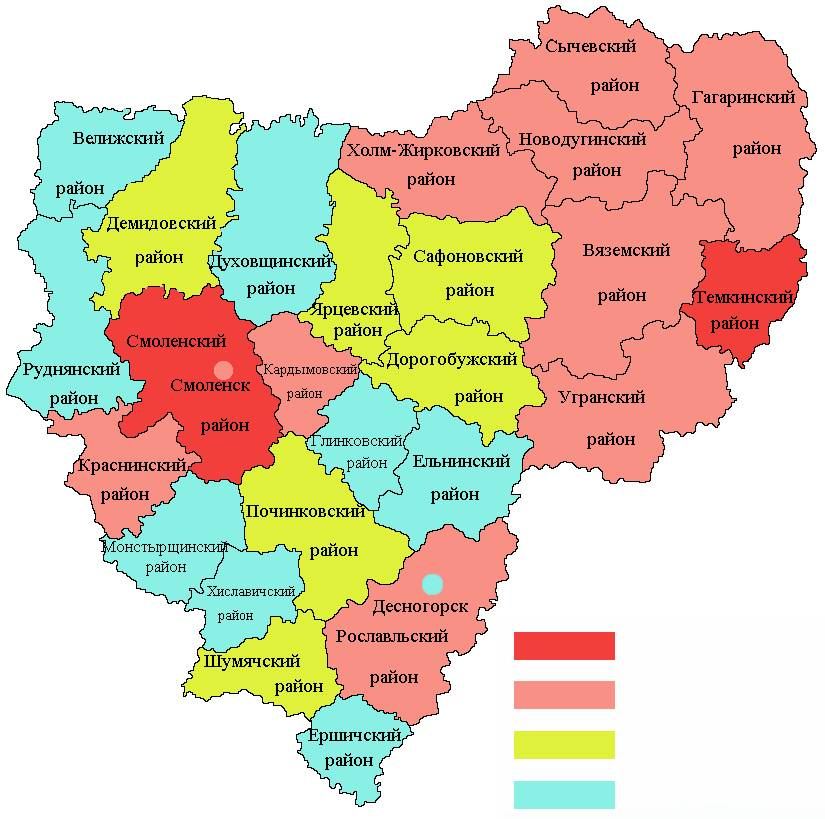 Сычевский
район
Гагаринский
район
Велижский
район
Холм-Жирковский
район
Новодугинский
район
Демидовский
район
Духовщинский
район
Сафоновский
район
Вяземский
район
Темкинский
район
Ярцевский
район
Смоленский
Смоленск
район
Руднянский
район
Кардымовский
район
Дорогобужский
район
Угранский
район
Краснинский
район
Глинковский
район
Ельнинский
район
Починковский
район
Монстырщинский
район
Хиславичский
район
Десногорск
Рославльский
район
Шумячский
район
Ершичский
район